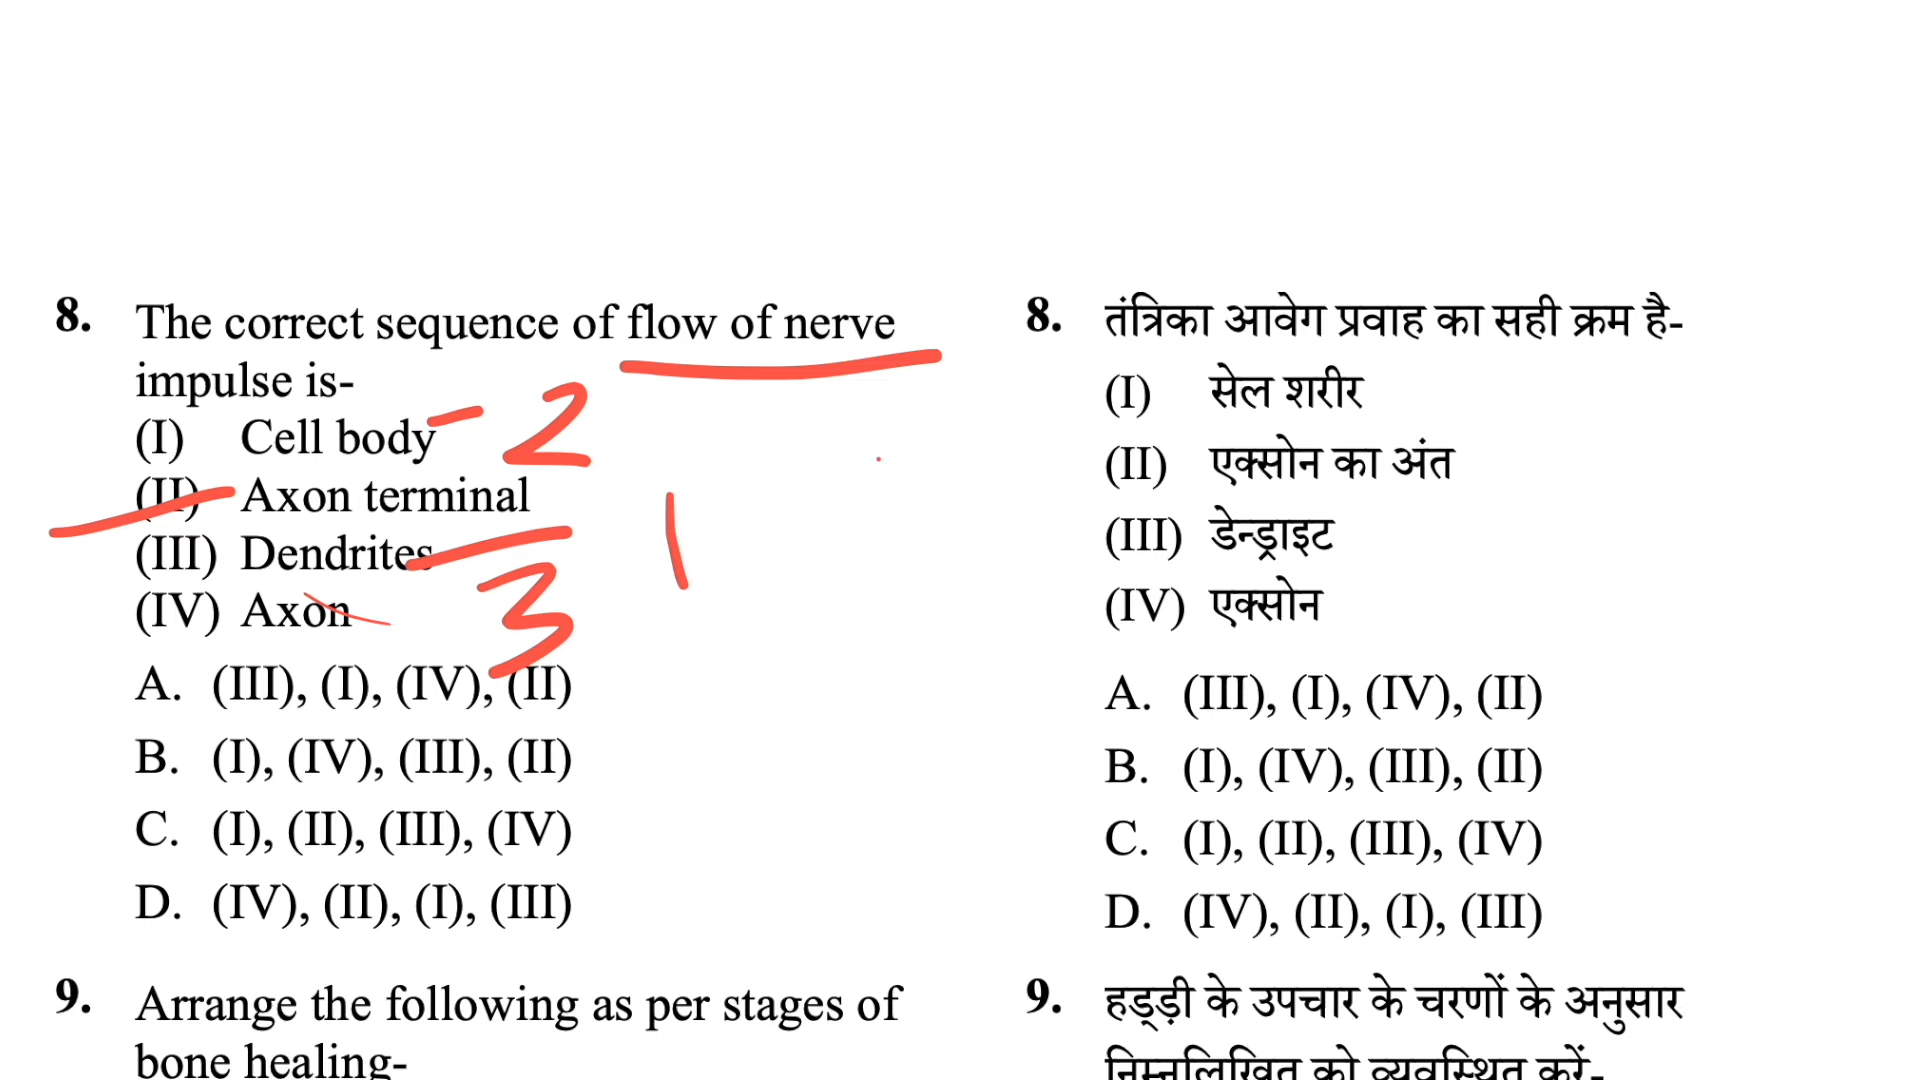 8. The correct sequence of flow of nerve
impulse is-
(I) Cell body - 2
(II) Axon terminal
(III) Dendrites 1
(IV) Axon 3
A. (III), (I), (IV), (II)
B. (I), (IV), (III), (II)
C. (I), (II), (III), (IV)
D. (IV), (II), (I), (III)
9. Arrange the following as per stages of
bone healing-
8. तंत्रिका आवेग प्रवाह का सही क्रम है-
(I) सेल शरीर
(II) एक्सोन का अंत
(III) डेन्ड्राइट
(IV) एक्सोन
A. (III), (I), (IV), (II)
B. (I), (IV), (III), (II)
C. (I), (II), (III), (IV)
D. (IV), (II), (I), (III)
9. हड्डी के उपचार के चरणों के अनुसार
निम्नलिखित को व्यवस्थित करें-